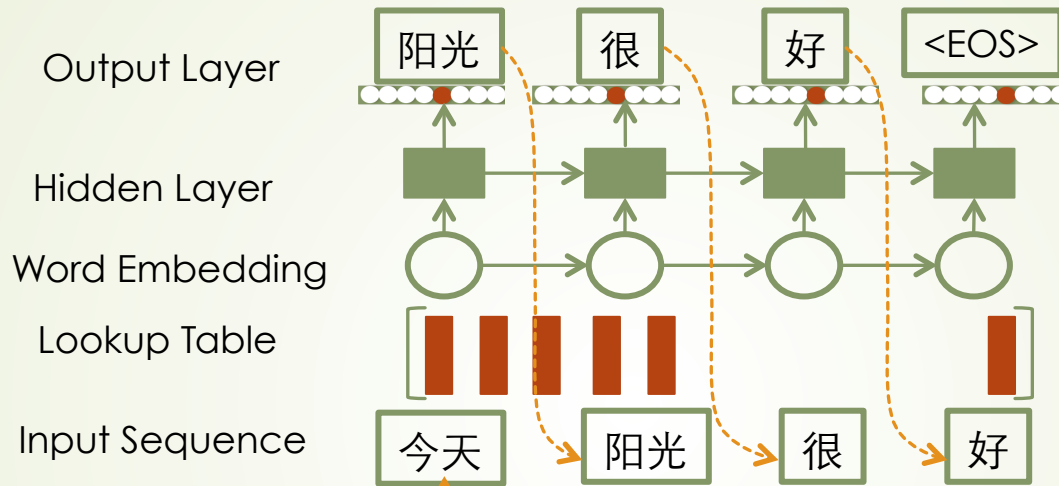 Output Layer
阳光 很 好 <EOS>
Hidden Layer
Word Embedding
Lookup Table
Input Sequence
今天 阳光 很 好